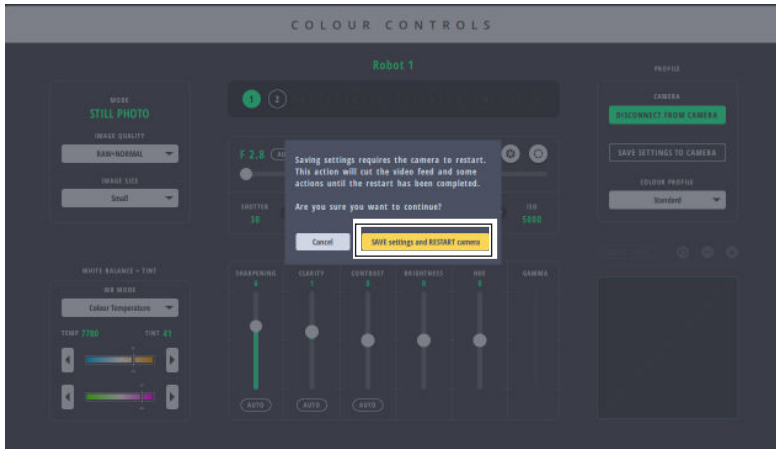 COLOUR CONTROLS
Robot 1
PROFILE
MODE
STILL PHOTO
IMAGE QUALITY
RAW+NORMAL
IMAGE SIZE
Small
1 2
CAMERA
DISCONNECT FROM CAMERA
SAVE SETTINGS TO CAMERA
COLOUR PROFILE
Standard
F 2.8
SHUTTER
30
ISO
5000
Saving settings requires the camera to restart.
This action will cut the video feed and some
actions until the restart has been completed.
Are you sure you want to continue?
Cancel SAVE settings and RESTART camera
WHITE BALANCE + TINT
WB MODE
Colour Temperature
TEMP 7700 TINT 41
SHARPENING CLARITY CONTRAST BRIGHTNESS HUE GAMMA
AUTO AUTO AUTO